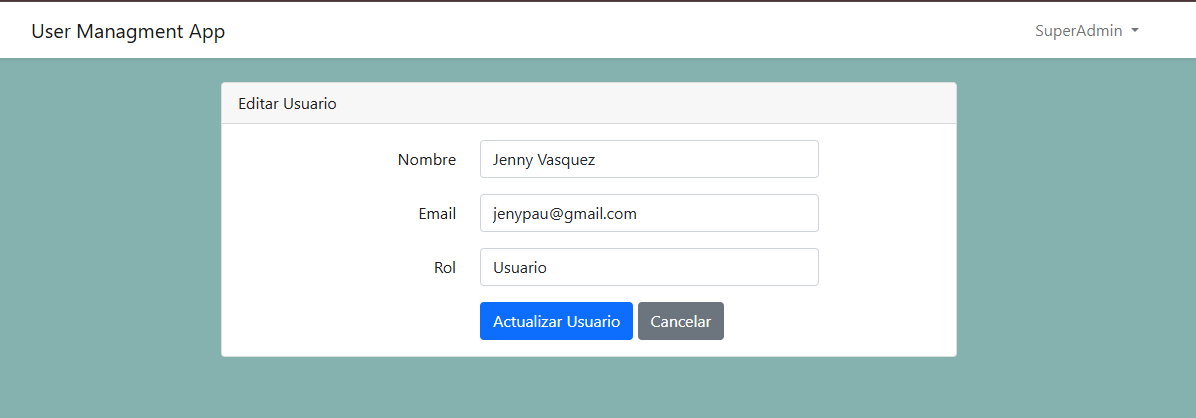 User Managment App
SuperAdmin
Editar Usuario
Nombre Jenny Vasquez
Email jenypau@gmail.com
Rol Usuario
Actualizar Usuario Cancelar